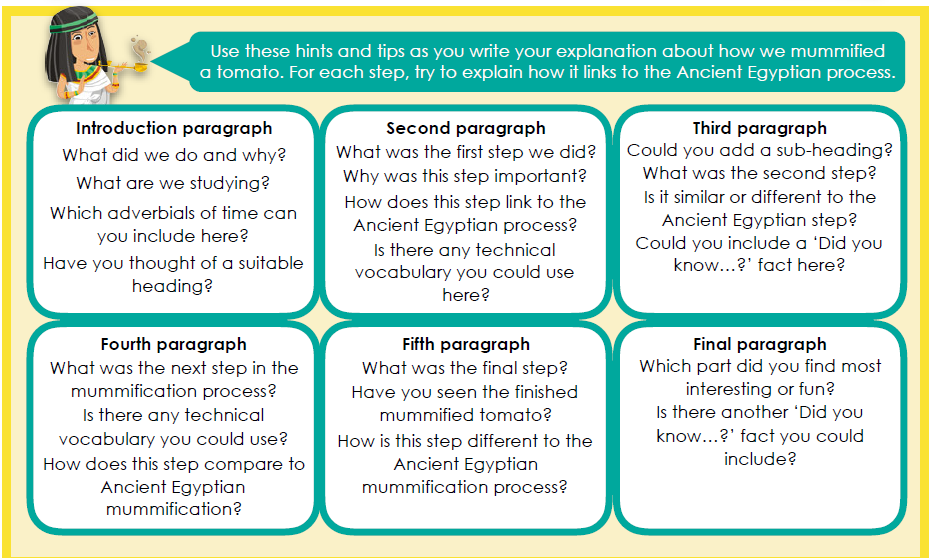 Use these hints and tips as you write your explanation about how we mummified
a tomato. For each step, try to explain how it links to the Ancient Egyptian process.
Introduction paragraph
What did we do and why?
What are we studying?
Which adverbials of time can
you include here?
Have you thought of a suitable
heading?
Second paragraph
What was the first step we did?
Why was this step important?
How does this step link to the
Ancient Egyptian process?
Is there any technical
vocabulary you could use
here?
Third paragraph
Could you add a sub-heading?
What was the second step?
Is it similar or different to the
Ancient Egyptian step?
Could you include a ‘Did you
know…?’ fact here?
Fourth paragraph
What was the next step in the
mummification process?
Is there any technical
vocabulary you could use?
How does this step compare to
Ancient Egyptian
mummification?
Fifth paragraph
What was the final step?
Have you seen the finished
mummified tomato?
How is this step different to the
Ancient Egyptian
mummification process?
Final paragraph
Which part did you find most
interesting or fun?
Is there another ‘Did you
know…?’ fact you could
include?